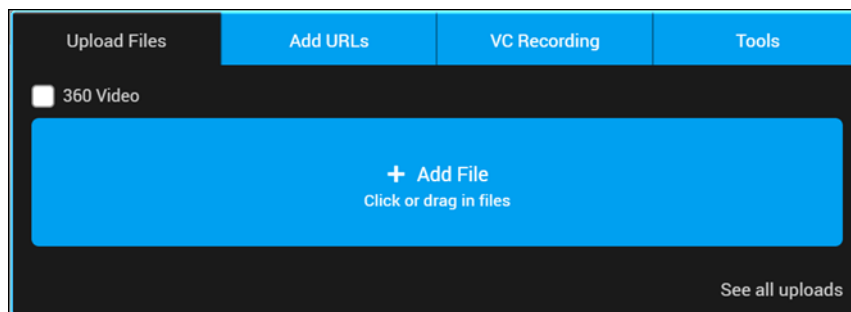 Upload Files
Add URLs
VC Recording
Tools
360 Video
+ Add File
Click or drag in files
See all uploads